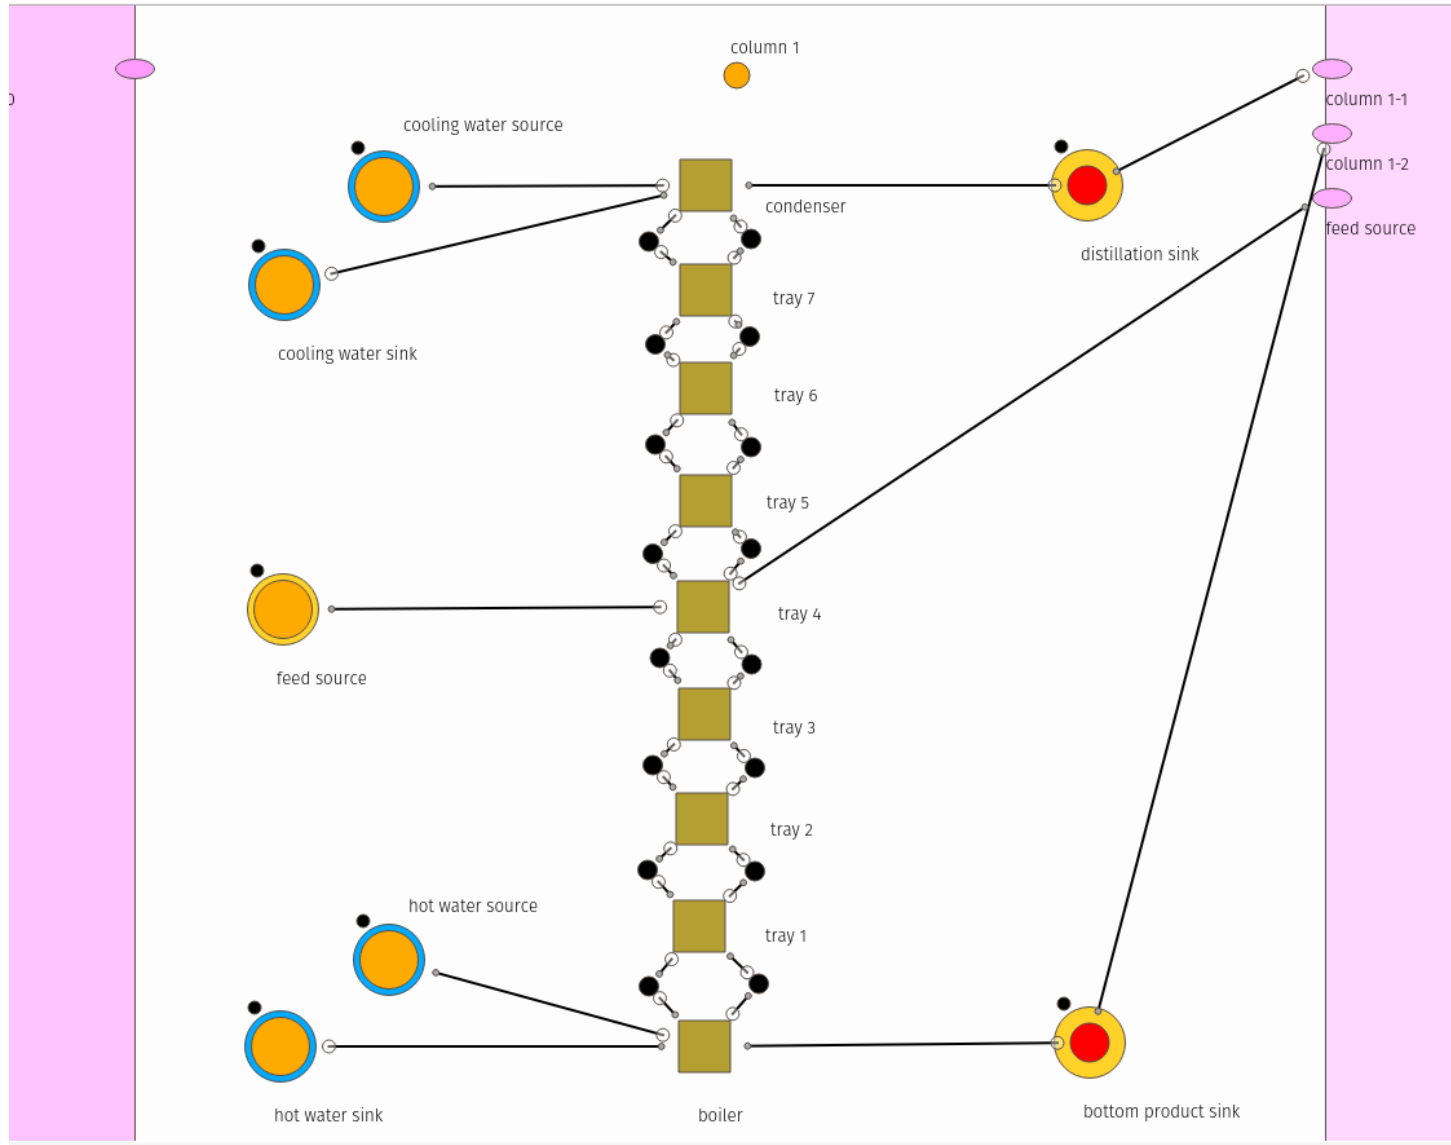 column 1
column 1-1
cooling water source
column 1-2
condenser
feed source
distillation sink
tray 7
cooling water sink
tray 6
tray 5
tray 4
feed source
tray 3
tray 2
hot water source
tray 1
hot water sink
boiler
bottom product sink